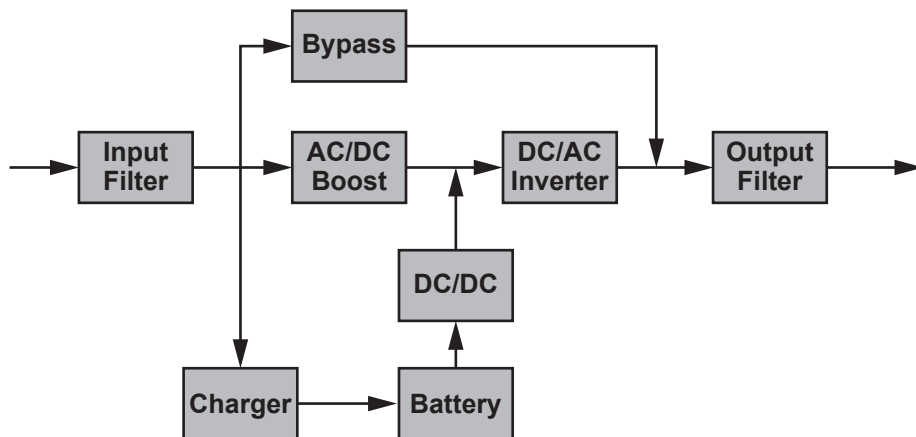 Bypass
Input
Filter
AC/DC
Boost
DC/AC
Inverter
Output
Filter
DC/DC
Charger
Battery